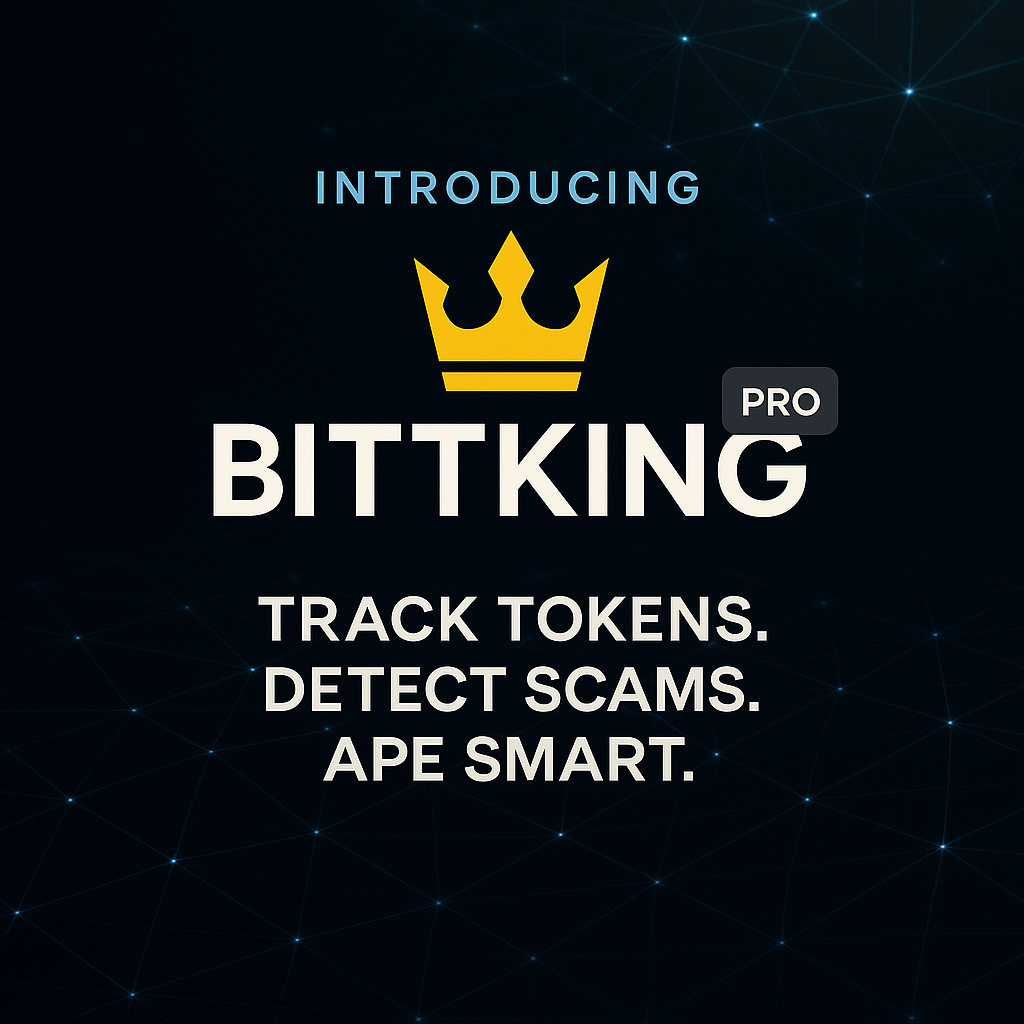 INTRODUCING
PRO
BITTKING
TRACK TOKENS.
DETECT SCAMS.
APE SMART.